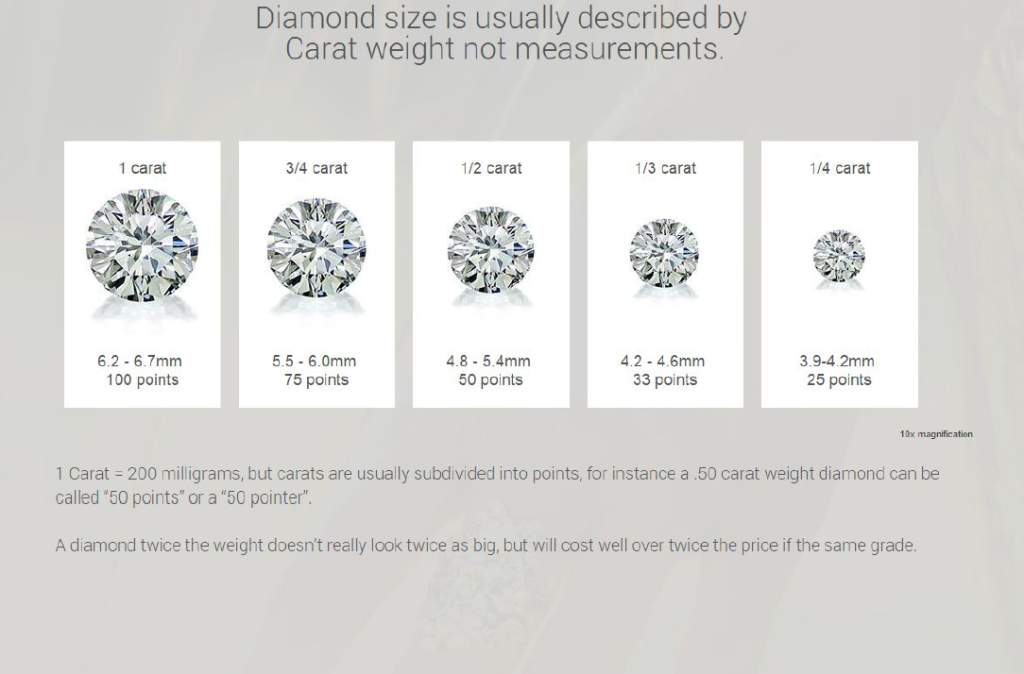 Diamond size is usually described by
Carat weight not measurements.
1 carat
6.2 - 6.7mm
100 points
3/4 carat
5.5 - 6.0mm
75 points
1/2 carat
4.8 - 5.4mm
50 points
1/3 carat
4.2 - 4.6mm
33 points
1/4 carat
3.9-4.2mm
25 points
10x magnification
1 Carat = 200 milligrams, but carats are usually subdivided into points, for instance a .50 carat weight diamond can be
called “50 points” or a “50 pointer”.
A diamond twice the weight doesn't really look twice as big, but will cost well over twice the price if the same grade.